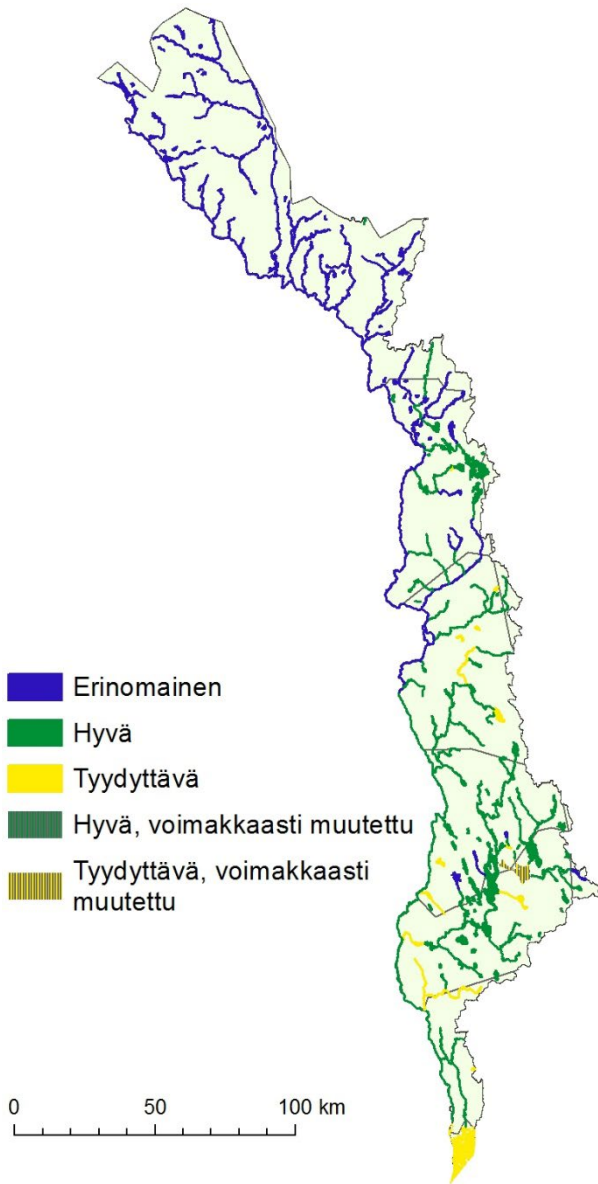 Erinomainen
Hyvä
Tyydyttävä
Hyvä, voimakkaasti muutettu
Tyydyttävä, voimakkaasti
muutettu
0 50 100 km